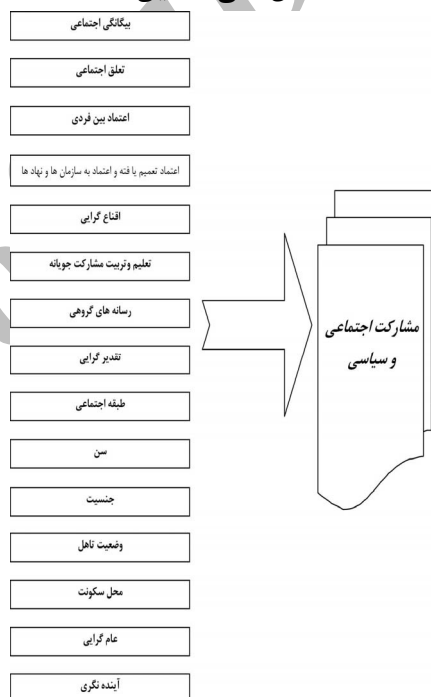 بیگانگی اجتماعی
تعلق اجتماعی
اعتماد بین فردی
اعتماد تعمیم یا فته و اعتماد به سازمان ها و نهاد ها
اقناع گرایی
تعلیم وتربیت مشارکت جویانه
رسانه های گروهی
تقدیر گرایی
طبقه اجتماعی
سن
جنسیت
وضعیت تاهل
محل سکونت
عام گرایی
آینده نگری
مشارکت اجتماعی
و سیاسی